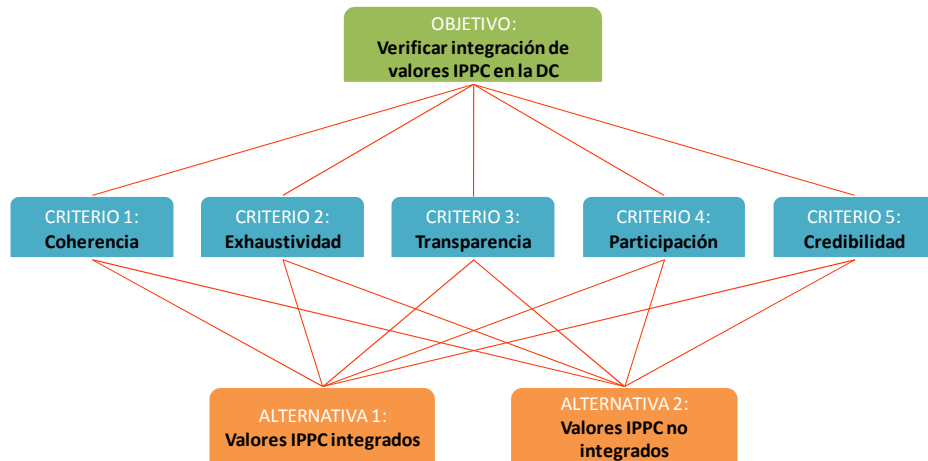 OBJETIVO:
Verificar integración de
valores IPPC en la DC
CRITERIO 1:
Coherencia
CRITERIO 2:
Exhaustividad
CRITERIO 3:
Transparencia
CRITERIO 4:
Participación
CRITERIO 5:
Credibilidad
ALTERNATIVA 1:
Valores IPPC integrados
ALTERNATIVA 2:
Valores IPPC no
integrados